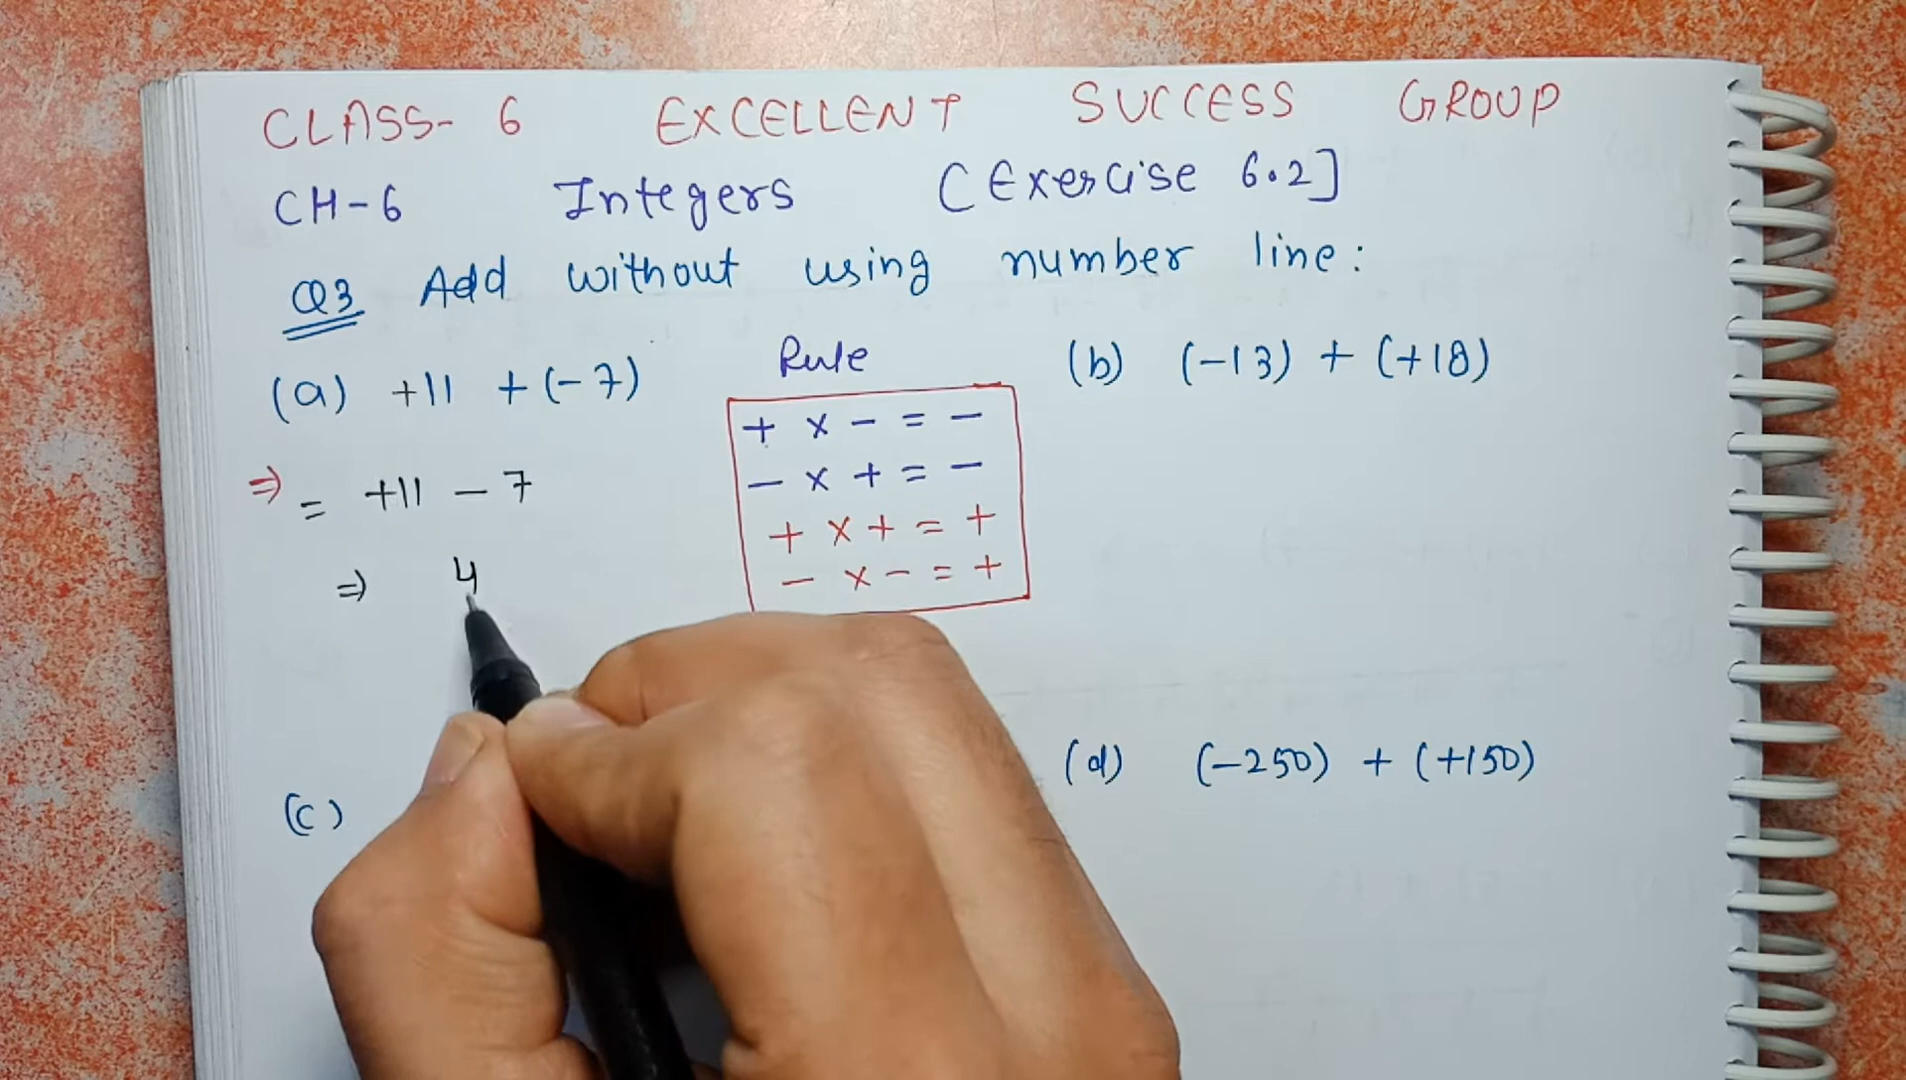 CLASS- 6 EXCELLENT SUCCESS GROUP
CH-6 Integers [Exercise 6.2]
Q3 Add without using number line:
(a) +11 + (-7)
⇒ = +11 - 7
⇒ 4
Rule
+ x - = -
- x + = -
+ x + = +
- x - = +
(b) (-13) + (+18)
(c)
(d) (-250) + (+150)